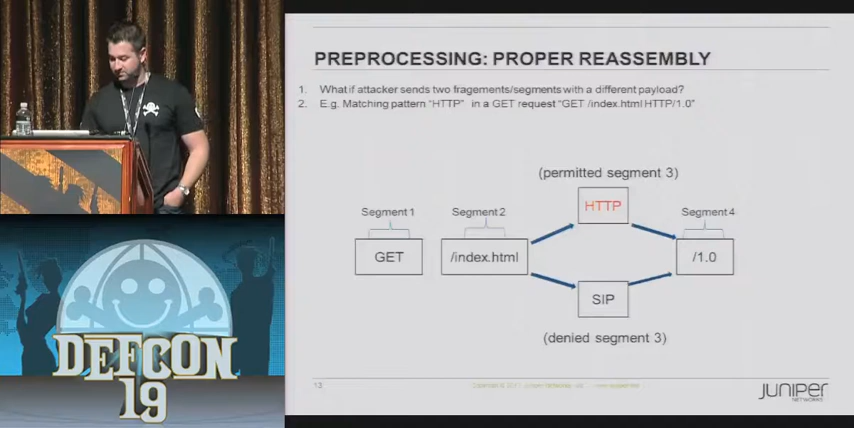 PREPROCESSING: PROPER REASSEMBLY
1. What if attacker sends two fragements/segments with a different payload?
2. E.g. Matching pattern "HTTP" in a GET request "GET /index.html HTTP/1.0"
(permitted segment 3)
HTTP
Segment 1
Segment 2
Segment 4
GET
/index.html
/1.0
SIP
(denied segment 3)
DEFCON
19
JUNIPER
NETWORKS